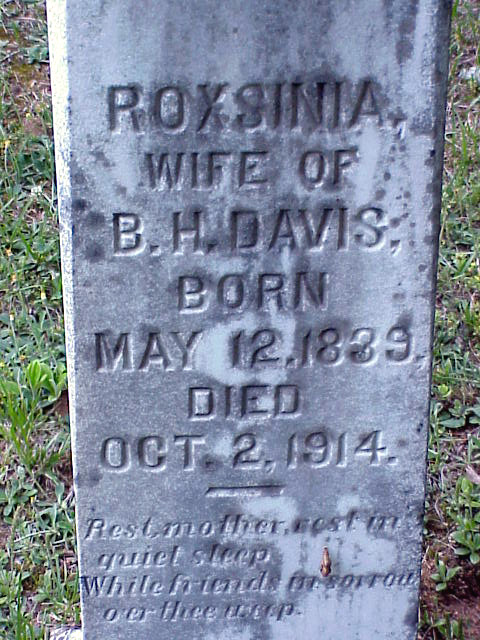 ROXSINIA,
WIFE OF
B. H. DAVIS,
BORN
MAY 12, 1839.
DIED
OCT. 2, 1914.
Rest mother, rest in
quiet sleep
While friends in sorrow
o'er thee weep.